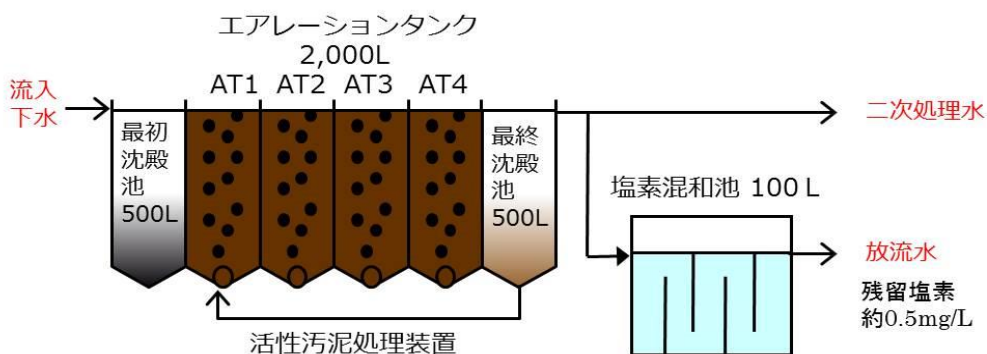 エアレーションタンク
2,000L
AT1 AT2 AT3 AT4
流入
下水
最初
沈殿
池
500L
最終
沈殿
池
500L
二次処理水
塩素混和池 100 L
放流水
残留塩素
約0.5mg/L
活性汚泥処理装置